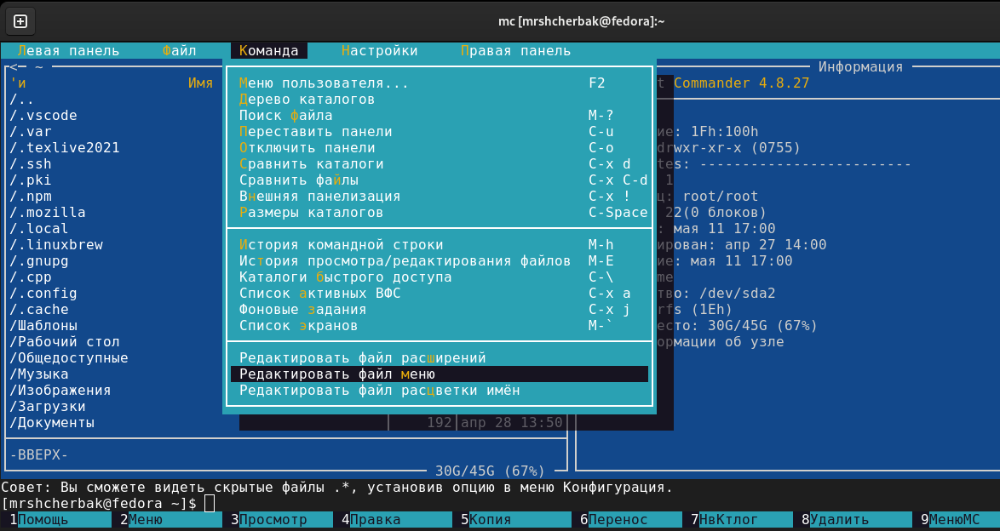 mc [mrshcherbak@fedora]:~
Левая панель Файл Команда Настройки Правая панель
<─ ~
Информация
'и Имя
Меню пользователя... F2
t Commander 4.8.27
/..
Дерево каталогов
/.vscode
Поиск файла M-?
/.var
Переставить панели C-u
ие: 1Fh:100h
/.texlive2021
Отключить панели C-o
drwxr-xr-x (0755)
/.ssh
Сравнить каталоги C-x d
tes: -------------------------
/.pki
Сравнить файлы C-x C-d
1
/.npm
Внешняя панелизация C-x !
ц: root/root
/.mozilla
Размеры каталогов C-Space
22(0 блоков)
/.local
: мая 11 17:00
/.linuxbrew
История командной строки M-h
ирован: апр 27 14:00
/.gnupg
История просмотра/редактирования файлов M-E
ие: мая 11 17:00
/.cpp
Каталоги быстрого доступа C-\
me
/.config
Список активных ВФС C-x a
тво: /dev/sda2
/.cache
Фоновые задания C-x j
rfs (1Eh)
/Шаблоны
Список экранов M-`
есто: 30G/45G (67%)
/Рабочий стол
ормации об узле
/Общедоступные
Редактировать файл расширений
/Музыка
Редактировать файл меню
/Изображения
Редактировать файл расцветки имён
/Загрузки
/Документы
192 апр 28 13:50
-ВВЕРХ-
30G/45G (67%)
Совет: Вы сможете видеть скрытые файлы .*, установив опцию в меню Конфигурация.
[mrshcherbak@fedora ~]$
1Помощь 2Меню 3Просмотр 4Правка 5Копия 6Перенос 7НвКтлог 8Удалить 9МенюMC